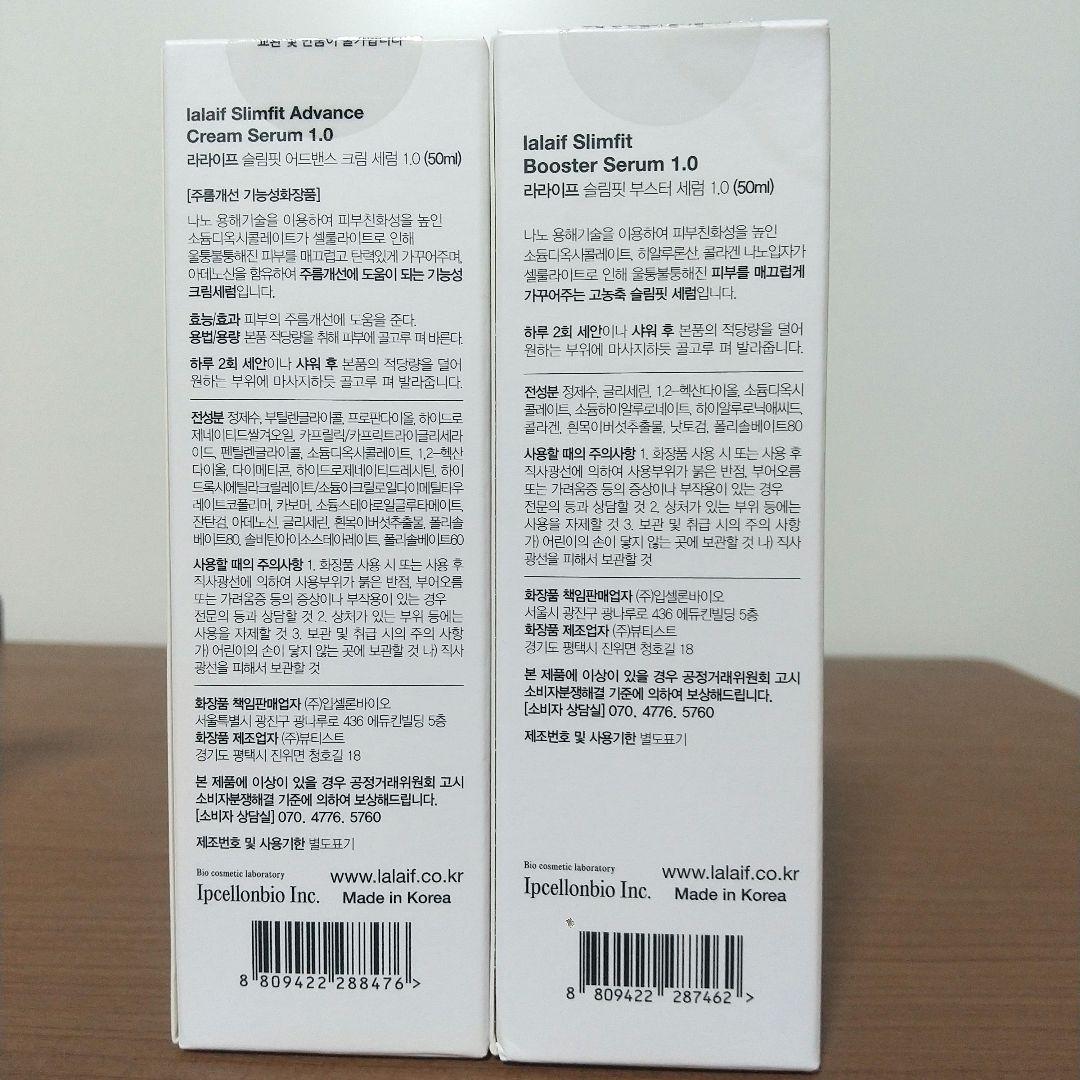 교환 및 반품이 불가합니다
lalaif Slimfit Advance
Cream Serum 1.0
라라이프 슬림핏 어드밴스 크림 세럼 1.0 (50ml)
[주름개선 기능성화장품]
나노 용해기술을 이용하여 피부친화성을 높인
소듐디옥시콜레이트가 셀룰라이트로 인해
울퉁불퉁해진 피부를 매끄럽고 탄력있게 가꾸어주며,
아데노신을 함유하여 주름개선에 도움이 되는 기능성
크림세럼입니다.
효능/효과 피부의 주름개선에 도움을 준다.
용법/용량 본품 적당량을 취해 피부에 골고루 펴 바른다.
하루 2회 세안이나 샤워 후 본품의 적당량을 덜어
원하는 부위에 마사지하듯 골고루 펴 발라줍니다.
전성분 정제수, 부틸렌글라이콜, 프로판다이올, 하이드로
제네이티드쌀겨오일, 카프릴릭/카프릭트라이글리세라
이드, 펜틸렌글라이콜, 소듐디옥시콜레이트, 1,2-헥산
다이올, 다이메티콘, 하이드로제네이티드레시틴, 하이
드록시에틸아크릴레이트/소듐아크릴로일다이메틸타우
레이트코폴리머, 카보머, 소듐스테아로일글루타메이트,
잔탄검, 아데노신, 글리세린, 흰목이버섯추출물, 폴리솔
베이트80, 솔비탄아이소스테아레이트, 폴리솔베이트60
사용할 때의 주의사항 1. 화장품 사용 시 또는 사용 후
직사광선에 의하여 사용부위가 붉은 반점, 부어오름
또는 가려움증 등의 증상이나 부작용이 있는 경우
전문의 등과 상담할 것 2. 상처가 있는 부위 등에는
사용을 자제할 것 3. 보관 및 취급 시의 주의 사항
가) 어린이의 손이 닿지 않는 곳에 보관할 것 나) 직사
광선을 피해서 보관할 것
화장품 책임판매업자 (주)입셀론바이오
서울특별시 광진구 광나루로 436 에듀킨빌딩 5층
화장품 제조업자 (주)뷰티스트
경기도 평택시 진위면 청호길 18
본 제품에 이상이 있을 경우 공정거래위원회 고시
소비자분쟁해결 기준에 의하여 보상해드립니다.
[소비자 상담실] 070. 4776. 5760
제조번호 및 사용기한 별도표기
Bio cosmetic laboratory
Ipcellonbio Inc.
www.lalaif.co.kr
Made in Korea
8 809422 288476 >
lalaif Slimfit
Booster Serum 1.0
라라이프 슬림핏 부스터 세럼 1.0 (50ml)
나노 용해기술을 이용하여 피부친화성을 높인
소듐디옥시콜레이트, 히알루론산, 콜라겐 나노입자가
셀룰라이트로 인해 울퉁불퉁해진 피부를 매끄럽게
가꾸어주는 고농축 슬림핏 세럼입니다.
하루 2회 세안이나 샤워 후 본품의 적당량을 덜어
원하는 부위에 마사지하듯 골고루 펴 발라줍니다.
전성분 정제수, 글리세린, 1,2-헥산다이올, 소듐디옥시
콜레이트, 소듐하이알루로네이트, 하이알루로닉애씨드,
콜라겐, 흰목이버섯추출물, 낫토검, 폴리솔베이트80
사용할 때의 주의사항 1. 화장품 사용 시 또는 사용 후
직사광선에 의하여 사용부위가 붉은 반점, 부어오름
또는 가려움증 등의 증상이나 부작용이 있는 경우
전문의 등과 상담할 것 2. 상처가 있는 부위 등에는
사용을 자제할 것 3. 보관 및 취급 시의 주의 사항
가) 어린이의 손이 닿지 않는 곳에 보관할 것 나) 직사
광선을 피해서 보관할 것
화장품 책임판매업자 (주)입셀론바이오
서울시 광진구 광나루로 436 에듀킨빌딩 5층
화장품 제조업자 (주)뷰티스트
경기도 평택시 진위면 청호길 18
본 제품에 이상이 있을 경우 공정거래위원회 고시
소비자분쟁해결 기준에 의하여 보상해드립니다.
[소비자 상담실] 070. 4776. 5760
제조번호 및 사용기한 별도표기
Bio cosmetic laboratory
Ipcellonbio Inc.
www.lalaif.co.kr
Made in Korea
8 809422 287462 >